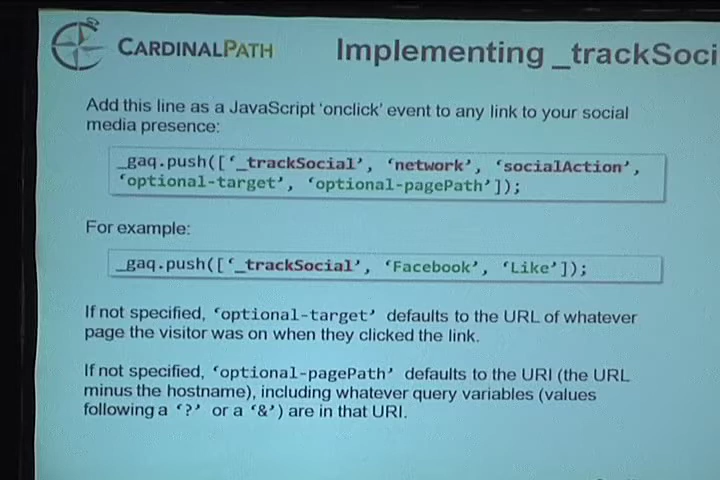 CARDINALPATH
Implementing _trackSoci
Add this line as a JavaScript ‘onclick’ event to any link to your social
media presence:
_gaq.push([‘_trackSocial’, ‘network’, ‘socialAction’,
‘optional-target’, ‘optional-pagePath’]);
For example:
_gaq.push([‘_trackSocial’, ‘Facebook’, ‘Like’]);
If not specified, ‘optional-target’ defaults to the URL of whatever
page the visitor was on when they clicked the link.
If not specified, ‘optional-pagePath’ defaults to the URI (the URL
minus the hostname), including whatever query variables (values
following a ‘?’ or a ‘&’) are in that URI.